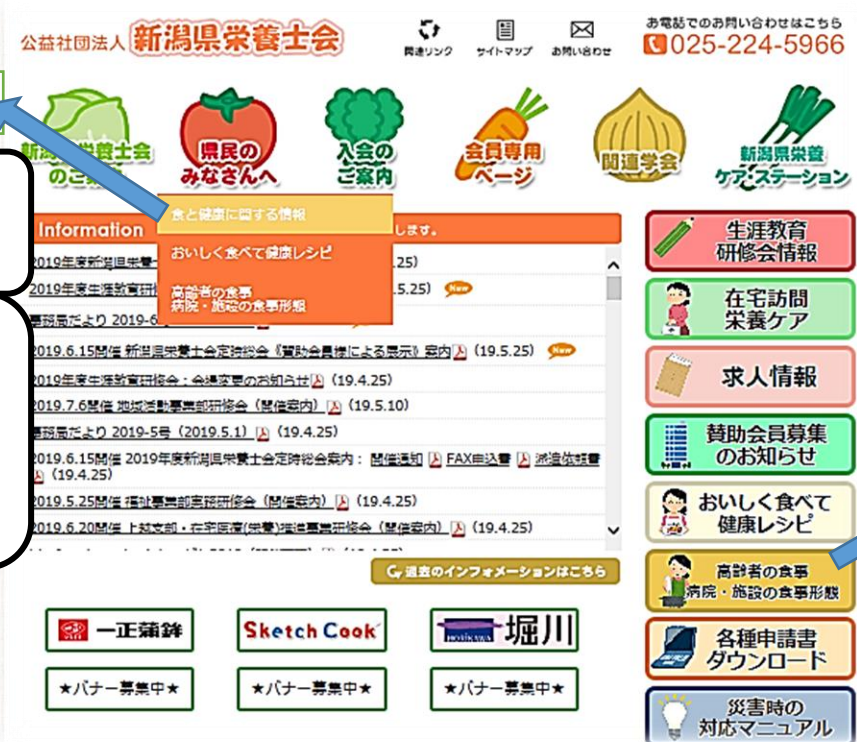 公益社団法人 新潟県栄養士会
関連リンク
サイトマップ
お問い合わせ
お電話でのお問い合わせはこちら
025-224-5966
県民の
みなさんへ
入会の
ご案内
会員専用
ページ
関連学会
新潟県栄養
ケア・ステーション
食と健康に関する情報
おいしく食べて健康レシピ
高齢者の食事
病院・施設の食事形態
Information
します。
2019年度新潟県栄養
.25)
2019年度生涯教育研
.5.25) New
事務局だより 2019-6
2019.6.15開催 新潟県栄養士会定時総会《賛助会員様による展示》案内 (19.5.25) New
2019年度生涯教育研修会:会場変更のお知らせ (19.4.25)
2019.7.6開催 地域活動事業部研修会(開催案内) (19.5.10)
事務局だより 2019-5号(2019.5.1) (19.4.25)
2019.6.15開催 2019年度新潟県栄養士会定時総会案内: 開催通知 FAX申込書 派遣依頼書
(19.4.25)
2019.5.25開催 福祉事業部実務研修会(開催案内) (19.4.25)
2019.6.20開催 上越支部・在宅医療(栄養)推進事業研修会(開催案内) (19.4.25)
過去のインフォメーションはこちら
生涯教育
研修会情報
在宅訪問
栄養ケア
求人情報
賛助会員募集
のお知らせ
おいしく食べて
健康レシピ
高齢者の食事
病院・施設の食事形態
各種申請書
ダウンロード
災害時の
対応マニュアル
一正蒲鉾
Sketch Cook
HORIKAWA 堀川
★バナー募集中★
★バナー募集中★
★バナー募集中★